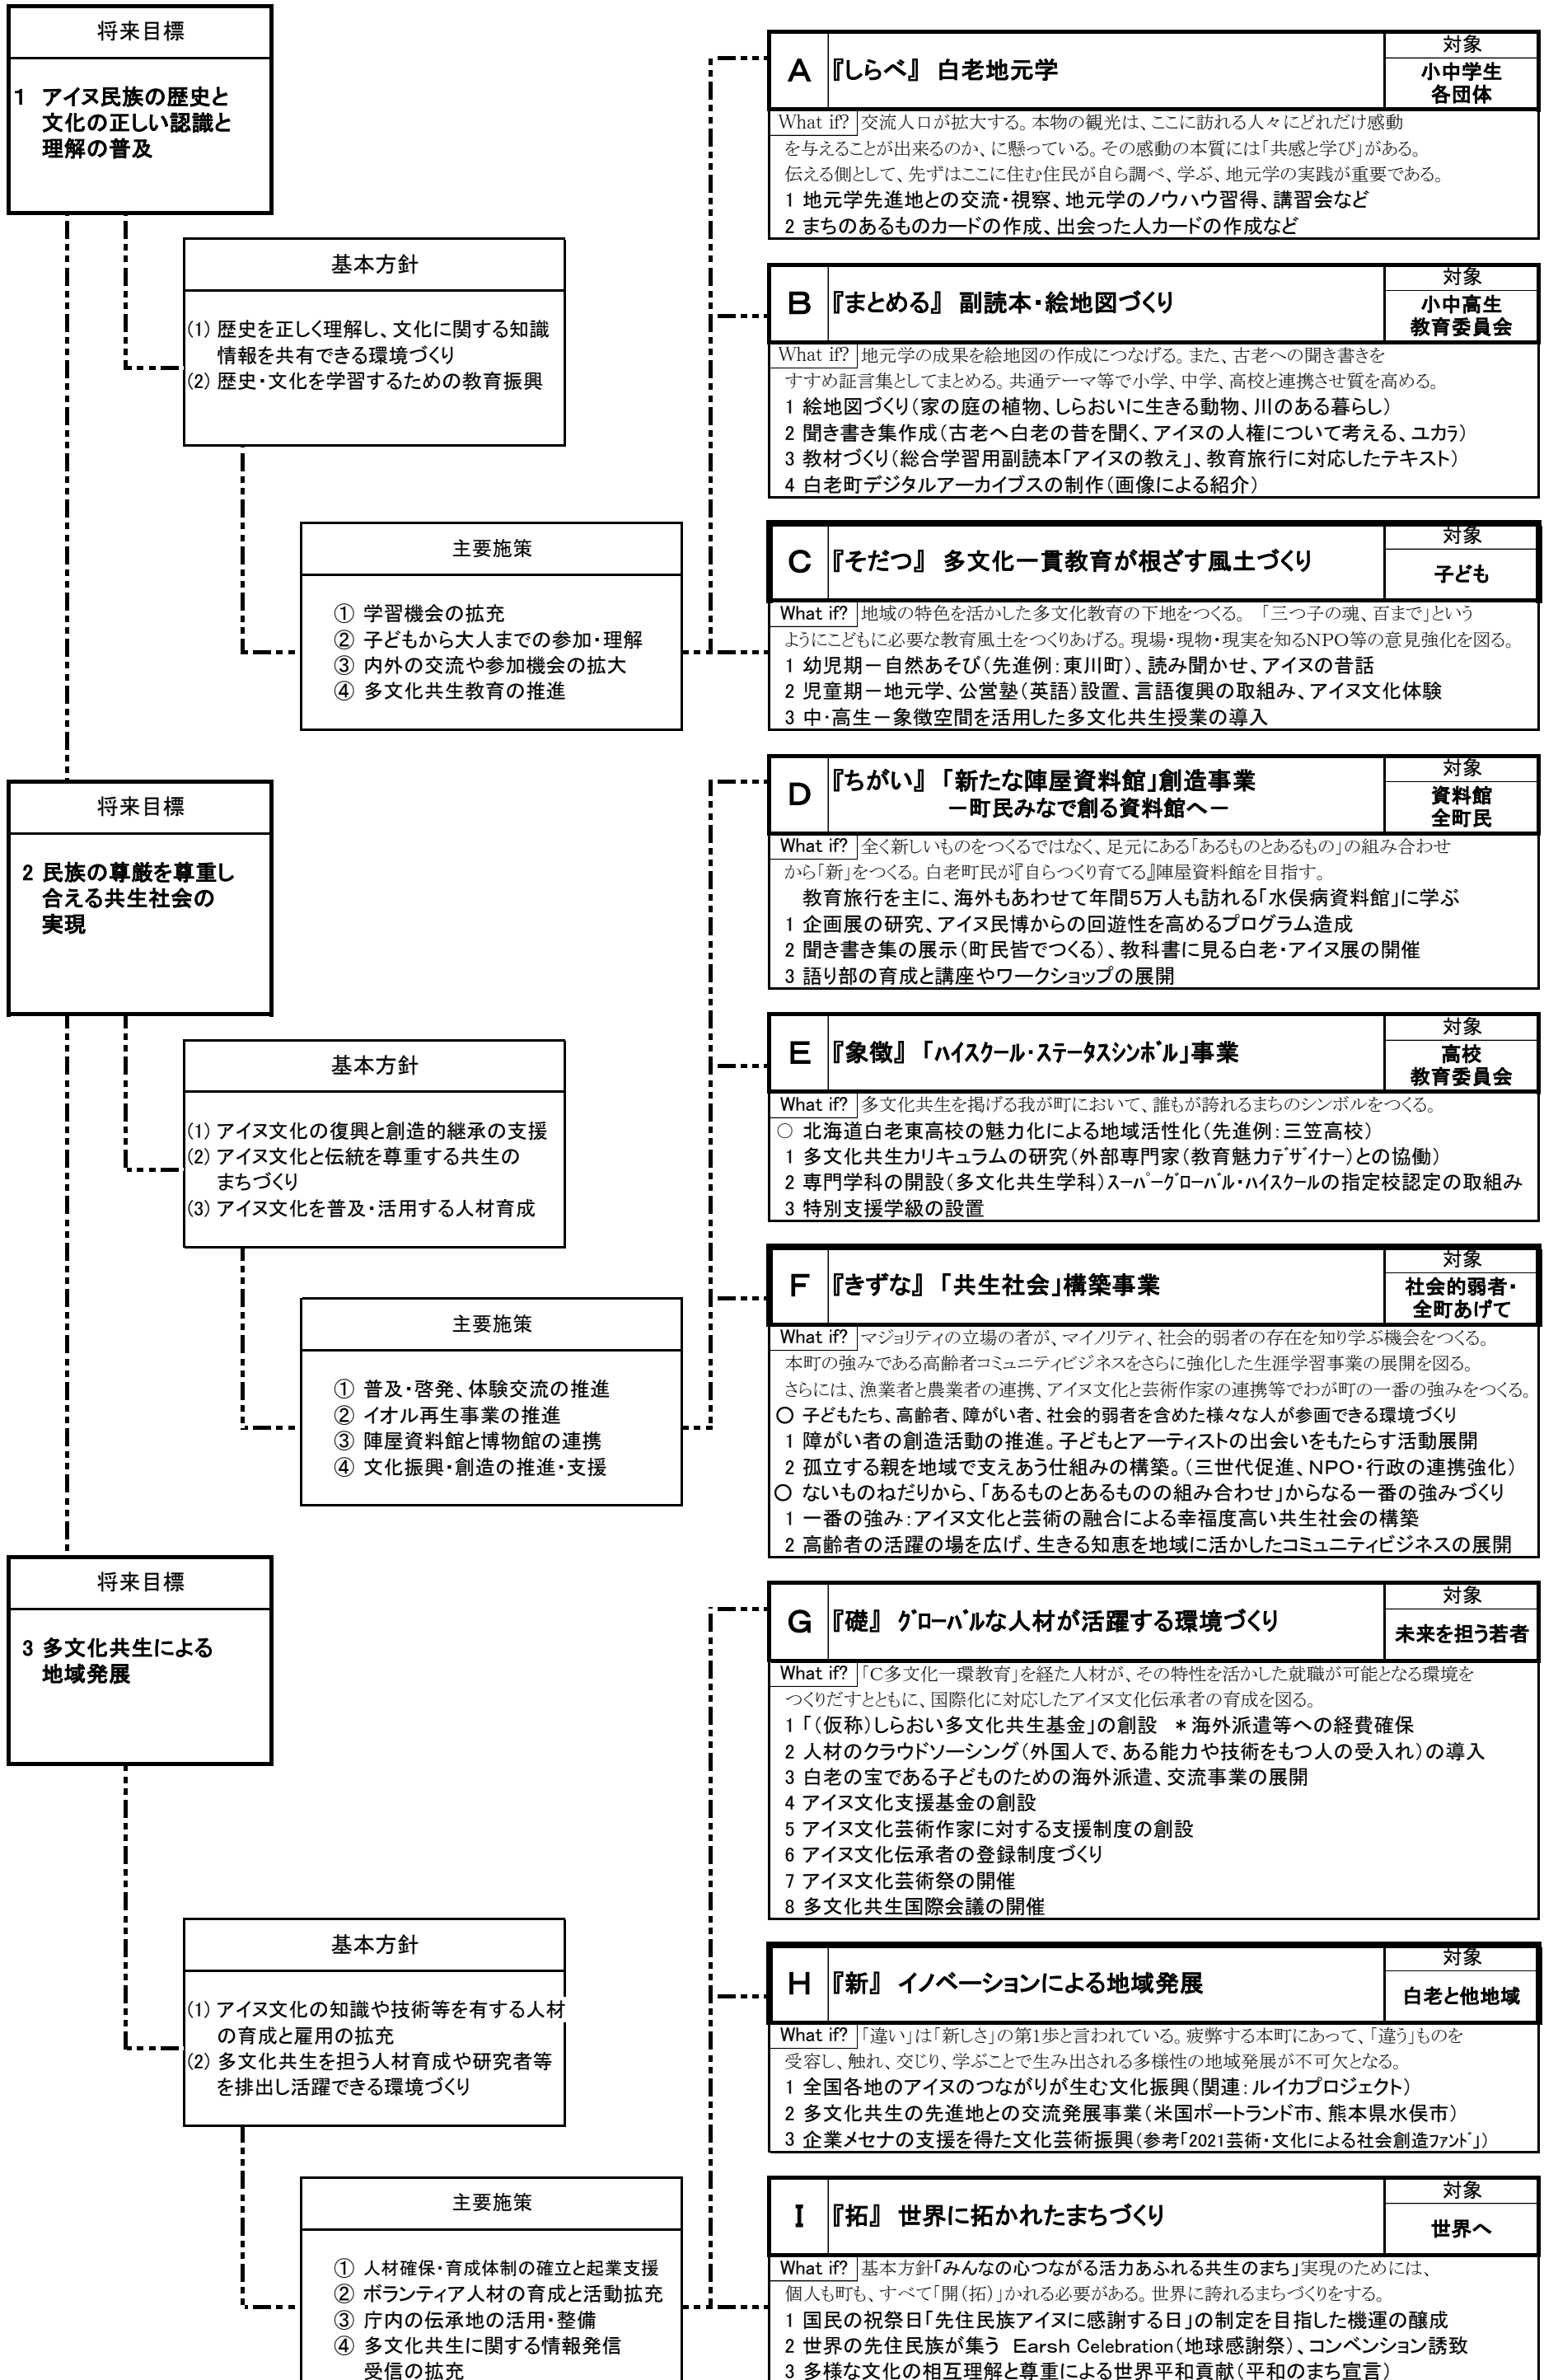 将来目標
1 アイヌ民族の歴史と
文化の正しい認識と
理解の普及
基本方針
(1) 歴史を正しく理解し、文化に関する知識
情報を共有できる環境づくり
(2) 歴史・文化を学習するための教育振興
主要施策
① 学習機会の拡充
② 子どもから大人までの参加・理解
③ 内外の交流や参加機会の拡大
④ 多文化共生教育の推進
A 『しらべ』 白老地元学
対象
小中学生
各団体
What if? 交流人口が拡大する。本物の観光は、ここに訪れる人々にどれだけ感動
を与えることが出来るのか、に懸っている。その感動の本質には「共感と学び」がある。
伝える側として、先ずはここに住む住民が自ら調べ、学ぶ、地元学の実践が重要である。
1 地元学先進地との交流・視察、地元学のノウハウ習得、講習会など
2 まちのあるものカードの作成、出会った人カードの作成など
B 『まとめる』 副読本・絵地図づくり
対象
小中高生
教育委員会
What if? 地元学の成果を絵地図の作成につなげる。また、古老への聞き書きを
すすめ証言集としてまとめる。共通テーマ等で小学、中学、高校と連携させ質を高める。
1 絵地図づくり(家の庭の植物、しらおいに生きる動物、川のある暮らし)
2 聞き書き集作成(古老へ白老の昔を聞く、アイヌの人権について考える、ユカラ)
3 教材づくり(総合学習用副読本「アイヌの教え」、教育旅行に対応したテキスト)
4 白老町デジタルアーカイブスの制作(画像による紹介)
C 『そだつ』 多文化一貫教育が根ざす風土づくり
対象
子ども
What if? 地域の特色を活かした多文化教育の下地をつくる。 「三つ子の魂、百まで」という
ようにこどもに必要な教育風土をつくりあげる。現場・現物・現実を知るNPO等の意見強化を図る。
1 幼児期－自然あそび(先進例:東川町)、読み聞かせ、アイヌの昔話
2 児童期－地元学、公営塾(英語)設置、言語復興の取組み、アイヌ文化体験
3 中・高生－象徴空間を活用した多文化共生授業の導入
将来目標
2 民族の尊厳を尊重し
合える共生社会の
実現
基本方針
(1) アイヌ文化の復興と創造的継承の支援
(2) アイヌ文化と伝統を尊重する共生の
まちづくり
(3) アイヌ文化を普及・活用する人材育成
主要施策
① 普及・啓発、体験交流の推進
② イオル再生事業の推進
③ 陣屋資料館と博物館の連携
④ 文化振興・創造の推進・支援
D 『ちがい』 「新たな陣屋資料館」創造事業
－町民みなで創る資料館へ－
対象
資料館
全町民
What if? 全く新しいものをつくるではなく、足元にある「あるものとあるもの」の組み合わせ
から「新」をつくる。白老町民が『自らつくり育てる』陣屋資料館を目指す。
教育旅行を主に、海外もあわせて年間5万人も訪れる「水俣病資料館」に学ぶ
1 企画展の研究、アイヌ民博からの回遊性を高めるプログラム造成
2 聞き書き集の展示(町民皆でつくる)、教科書に見る白老・アイヌ展の開催
3 語り部の育成と講座やワークショップの展開
E 『象徴』 「ﾊｲｽｸｰﾙ・ｽﾃｰﾀｽｼﾝﾎﾞﾙ」事業
対象
高校
教育委員会
What if? 多文化共生を掲げる我が町において、誰もが誇れるまちのシンボルをつくる。
○ 北海道白老東高校の魅力化による地域活性化(先進例:三笠高校)
1 多文化共生カリキュラムの研究(外部専門家(教育魅力ﾃﾞｻﾞｲﾅｰ)との協働)
2 専門学科の開設(多文化共生学科)ｽｰﾊﾟｰｸﾞﾛｰﾊﾞﾙ・ﾊｲｽｸｰﾙの指定校認定の取組み
3 特別支援学級の設置
F 『きずな』 「共生社会」構築事業
対象
社会的弱者・
全町あげて
What if? マジョリティの立場の者が、マイノリティ、社会的弱者の存在を知り学ぶ機会をつくる。
本町の強みである高齢者コミュニティビジネスをさらに強化した生涯学習事業の展開を図る。
さらには、漁業者と農業者の連携、アイヌ文化と芸術作家の連携等でわが町の一番の強みをつくる。
○ 子どもたち、高齢者、障がい者、社会的弱者を含めた様々な人が参画できる環境づくり
1 障がい者の創造活動の推進。子どもとアーティストの出会いをもたらす活動展開
2 孤立する親を地域で支えあう仕組みの構築。(三世代促進、NPO・行政の連携強化)
○ ないものねだりから、「あるものとあるものの組み合わせ」からなる一番の強みづくり
1 一番の強み:アイヌ文化と芸術の融合による幸福度高い共生社会の構築
2 高齢者の活躍の場を広げ、生きる知恵を地域に活かしたコミュニティビジネスの展開
将来目標
3 多文化共生による
地域発展
基本方針
(1) アイヌ文化の知識や技術等を有する人材
の育成と雇用の拡充
(2) 多文化共生を担う人材育成や研究者等
を排出し活躍できる環境づくり
主要施策
① 人材確保・育成体制の確立と起業支援
② ボランティア人材の育成と活動拡充
③ 庁内の伝承地の活用・整備
④ 多文化共生に関する情報発信
受信の拡充
G 『礎』 ｸﾞﾛｰﾊﾞﾙな人材が活躍する環境づくり
対象
未来を担う若者
What if? 「C多文化一環教育」を経た人材が、その特性を活かした就職が可能となる環境を
つくりだすとともに、国際化に対応したアイヌ文化伝承者の育成を図る。
1 「(仮称)しらおい多文化共生基金」の創設 ＊海外派遣等への経費確保
2 人材のクラウドソーシング(外国人で、ある能力や技術をもつ人の受入れ)の導入
3 白老の宝である子どものための海外派遣、交流事業の展開
4 アイヌ文化支援基金の創設
5 アイヌ文化芸術作家に対する支援制度の創設
6 アイヌ文化伝承者の登録制度づくり
7 アイヌ文化芸術祭の開催
8 多文化共生国際会議の開催
H 『新』 イノベーションによる地域発展
対象
白老と他地域
What if? 「違い」は「新しさ」の第1歩と言われている。疲弊する本町にあって、「違う」ものを
受容し、触れ、交じり、学ぶことで生み出される多様性の地域発展が不可欠となる。
1 全国各地のアイヌのつながりが生む文化振興(関連:ルイカプロジェクト)
2 多文化共生の先進地との交流発展事業(米国ポートランド市、熊本県水俣市)
3 企業メセナの支援を得た文化芸術振興(参考「2021芸術・文化による社会創造ﾌｧﾝﾄﾞ」)
I 『拓』 世界に拓かれたまちづくり
対象
世界へ
What if? 基本方針「みんなの心つながる活力あふれる共生のまち」実現のためには、
個人も町も、すべて「開(拓)」かれる必要がある。世界に誇れるまちづくりをする。
1 国民の祝祭日「先住民族アイヌに感謝する日」の制定を目指した機運の醸成
2 世界の先住民族が集う Earsh Celebration(地球感謝祭)、コンベンション誘致
3 多様な文化の相互理解と尊重による世界平和貢献(平和のまち宣言)